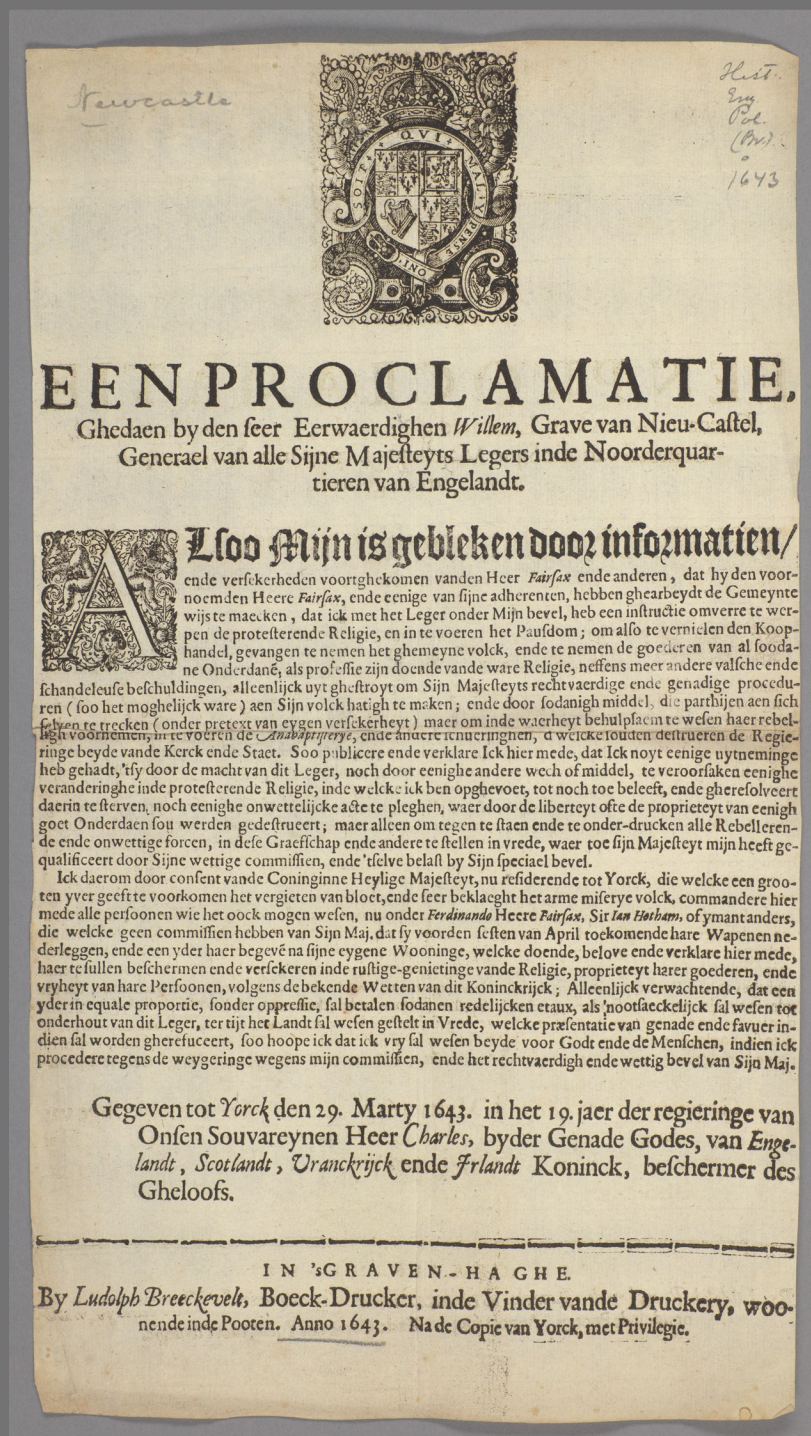 Newcastle
Hist.
Eng.
Pol.
(Br.)
1643
SOIT QVI MAL Y PENSE
HONI
EEN PROCLAMATIE,
Ghedaen by den ſeer Eerwaerdighen Willem, Grave van Nieu-Caſtel,
Generael van alle Sijne Majeſteyts Legers inde Noorderquar-
tieren van Engelandt.
ALſoo Mijn is gebleken door informatien/
ende verſekerheden voortghekomen vanden Heer Fairfax ende anderen, dat hy den voor-
noemden Heere Fairfax, ende eenige van ſijne adherenten, hebben ghearbeydt de Gemeynte
wijs te maecken, dat ick met het Leger onder Mijn bevel, heb een inſtructie omverre te wer-
pen de proteſterende Religie, en in te voeren het Pauſdom; om alſo te vernielen den Koop-
handel, gevangen te nemen het ghemeyne volck, ende te nemen de goederen van al ſooda-
ne Onderdanē, als profeſſie zijn doende vande ware Religie, neffens meer andere valſche ende
ſchandeleuſe beſchuldingen, alleenlijck uyt gheſtroyt om Sijn Majeſteyts rechtvaerdige ende genadige procedu-
ren (ſoo het moghelijck ware) aen Sijn volck hatigh te maken; ende door ſodanigh middel, die parthijen aen ſich
ſelven te trecken (onder pretext van eygen verſekerheyt) maer om inde waerheyt behulpſaem te weſen haer rebel-
ligh voornemen, in te voeren de Anabaptiſterye, ende andere ſcheuringhen, d'welcke ſouden deſtrueren de Regie-
ringe beyde vande Kerck ende Staet. Soo publicere ende verklare Ick hier mede, dat Ick noyt eenige uytneminge
heb gehadt, 'tſy door de macht van dit Leger, noch door eenighe andere wech of middel, te veroorſaken eenighe
veranderinghe inde proteſterende Religie, inde welcke ick ben opghevoet, tot noch toe beleeft, endeghereſolveert
daerin te ſterven, noch eenighe onwettelijcke acte te pleghen, waer door de liberteyt ofte de proprieteyt van eenigh
goet Onderdaen ſou werden gedeſtrueert; maer alleen om tegen te ſtaen ende te onder-drucken alle Rebelleren-
de ende onwettige forcen, in deſe Graeffſchap ende andere te ſtellen in vrede, waer toe ſijn Majeſteyt mijn heeft ge-
qualificeert door Sijne wettige commiſſien, ende 'tſelve belaſt by Sijn ſpeciael bevel.
Ick daerom door conſent vande Coninginne Heylige Majeſteyt, nu reſiderende tot Yorck, die welcke een groo-
ten yver geeft te voorkomen het vergieten van bloet, ende ſeer beklaeght het arme miſerye volck, commandere hier
mede alle perſoonen wie het oock mogen weſen, nu onder Ferdinando Heere Fairfax, Sir Ian Hotham, of ymant anders,
die welcke geen commiſſien hebben van Sijn Maj. dat ſy voorden ſeſten van April toekomende hare Wapenen ne-
derleggen, ende een yder haer begevē na ſijne eygene Wooninge, welcke doende, belove ende verklare hier mede,
haer te ſullen beſchermen ende verſekeren inde ruſtige-genietinge vande Religie, proprieteyt harer goederen, ende
vryheyt van hare Perſoonen, volgens de bekende Wetten van dit Koninckrijck; Alleenlijck verwachtende, dat een
yder in equale proportie, ſonder oppreſſie, ſal betalen ſodanen redelijcken etaux, als 'nootſaeckelijck ſal weſen tot
onderhout van dit Leger, ter tijt het Landt ſal weſen geſtelt in Vrede, welcke præſentatie van genade ende favuer in-
dien ſal worden gherefuceert, ſoo hoope ick dat ick vry ſal weſen beyde voor Godt ende de Menſchen, indien ick
procedere tegens de weygeringe wegens mijn commiſſien, ende het rechtvaerdigh ende wettig bevel van Sijn Maj.
Gegeven tot Yorck den 29. Marty 1643. in het 19. jaer der regieringe van
Onſen Souvareynen Heer Charles, byder Genade Godes, van Enge-
landt, Scotlandt, Vranckrijck ende Irlandt Koninck, beſchermer des
Gheloofs.
IN 'sGRAVEN-HAGHE.
By Ludolph Breeckevelt, Boeck-Drucker, inde Vinder vande Druckery, woo-
nende inde Pooten. Anno 1643. Na de Copie van Yorck, met Privilegie.